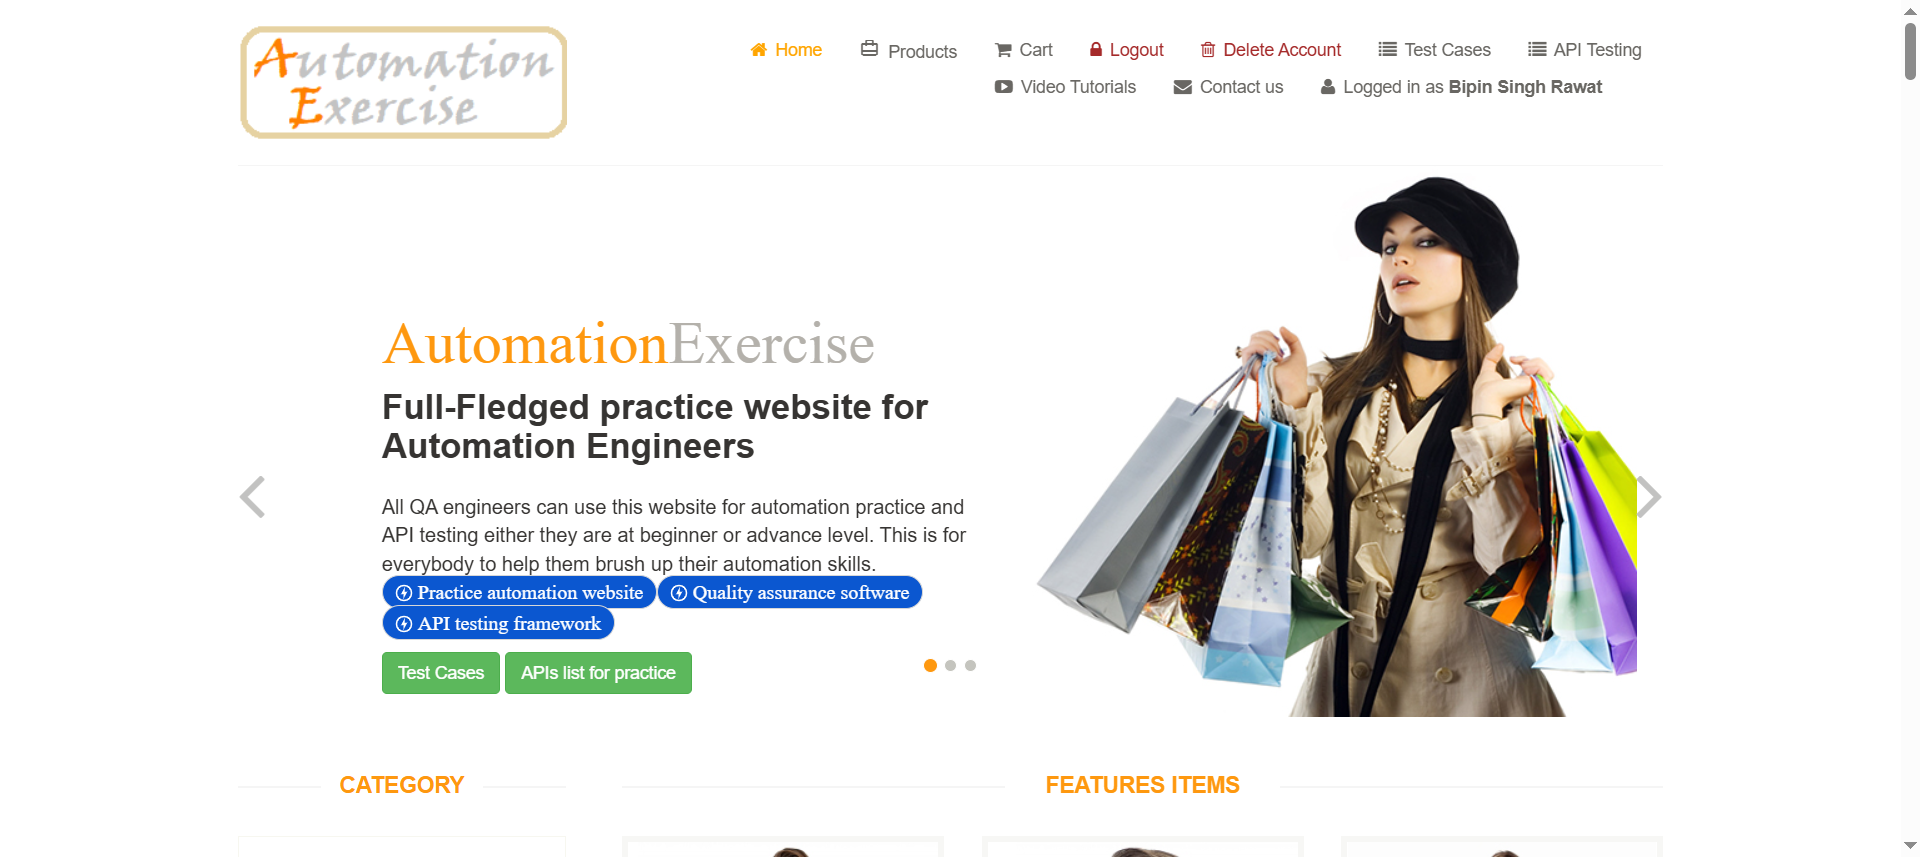 Automation
Exercise
Home Products Cart Logout Delete Account Test Cases API Testing
Video Tutorials Contact us Logged in as Bipin Singh Rawat
AutomationExercise
Full-Fledged practice website for
Automation Engineers
All QA engineers can use this website for automation practice and
API testing either they are at beginner or advance level. This is for
everybody to help them brush up their automation skills.
Practice automation website Quality assurance software
API testing framework
Test Cases APIs list for practice
CATEGORY FEATURES ITEMS